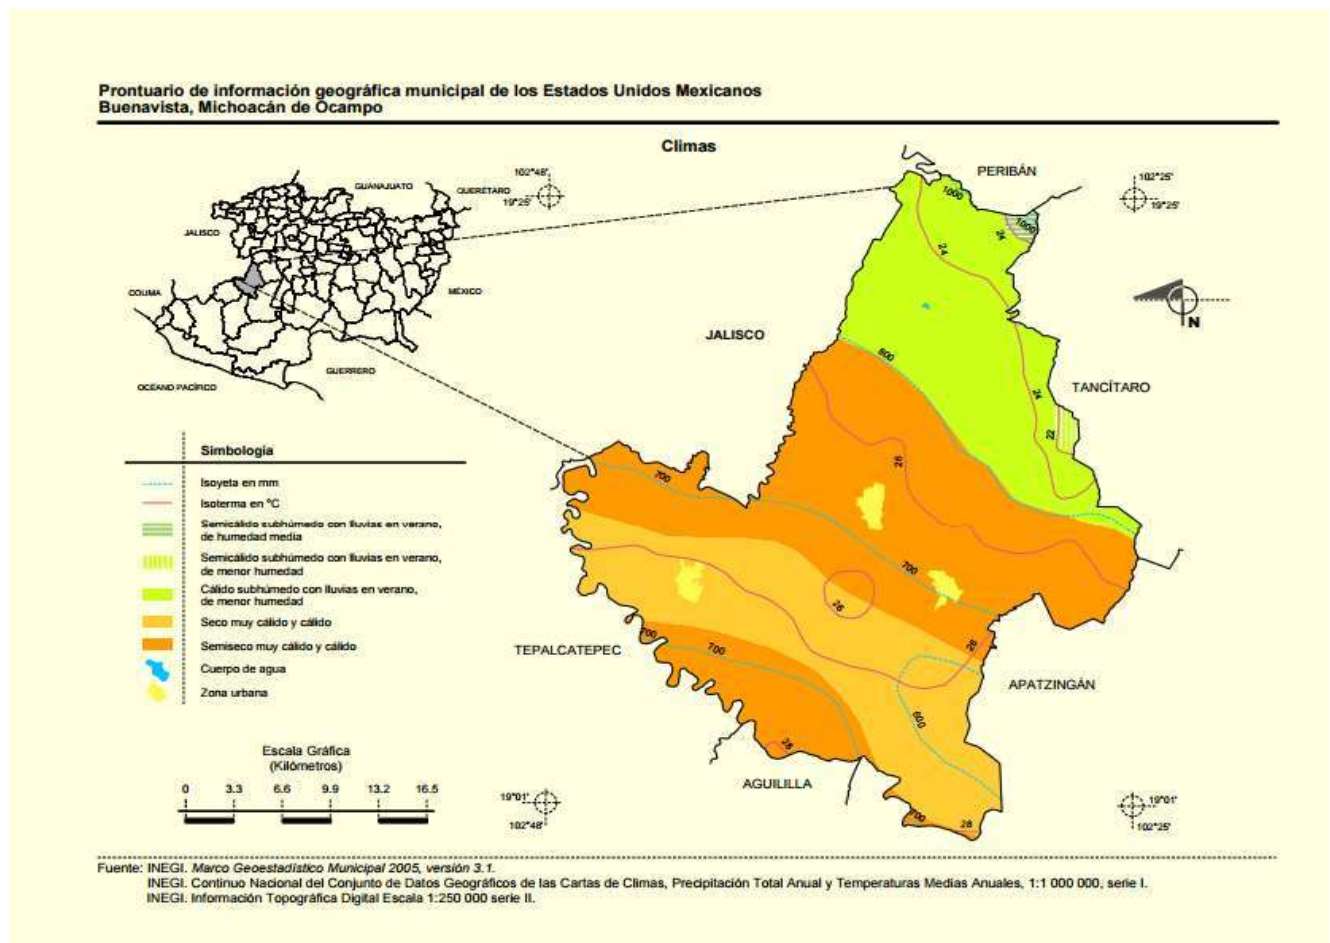 Prontuario de información geográfica municipal de los Estados Unidos Mexicanos
Buenavista, Michoacán de Ocampo
Climas
GUANAJUATO
QUERÉTARO
JALISCO
COLIMA
MÉXICO
GUERRERO
OCÉANO PACÍFICO
102°48'
19°25'
PERIBÁN
102°25'
19°25'
1000
1000
24
24
N
JALISCO
800
TANCÍTARO
24
22
26
700
700
26
28
700
700
TEPALCATEPEC
APATZINGÁN
600
28
AGUILILLA
700
28
Simbología
Isoyeta en mm
Isoterma en °C
Semicálido subhúmedo con lluvias en verano,
de humedad media
Semicálido subhúmedo con lluvias en verano,
de menor humedad
Cálido subhúmedo con lluvias en verano,
de menor humedad
Seco muy cálido y cálido
Semiseco muy cálido y cálido
Cuerpo de agua
Zona urbana
Escala Gráfica
(Kilómetros)
0 3.3 6.6 9.9 13.2 16.5
19°01'
102°48'
19°01'
102°25'
Fuente: INEGI. Marco Geoestadístico Municipal 2005, versión 3.1.
INEGI. Continuo Nacional del Conjunto de Datos Geográficos de las Cartas de Climas, Precipitación Total Anual y Temperaturas Medias Anuales, 1:1 000 000, serie I.
INEGI. Información Topográfica Digital Escala 1:250 000 serie II.